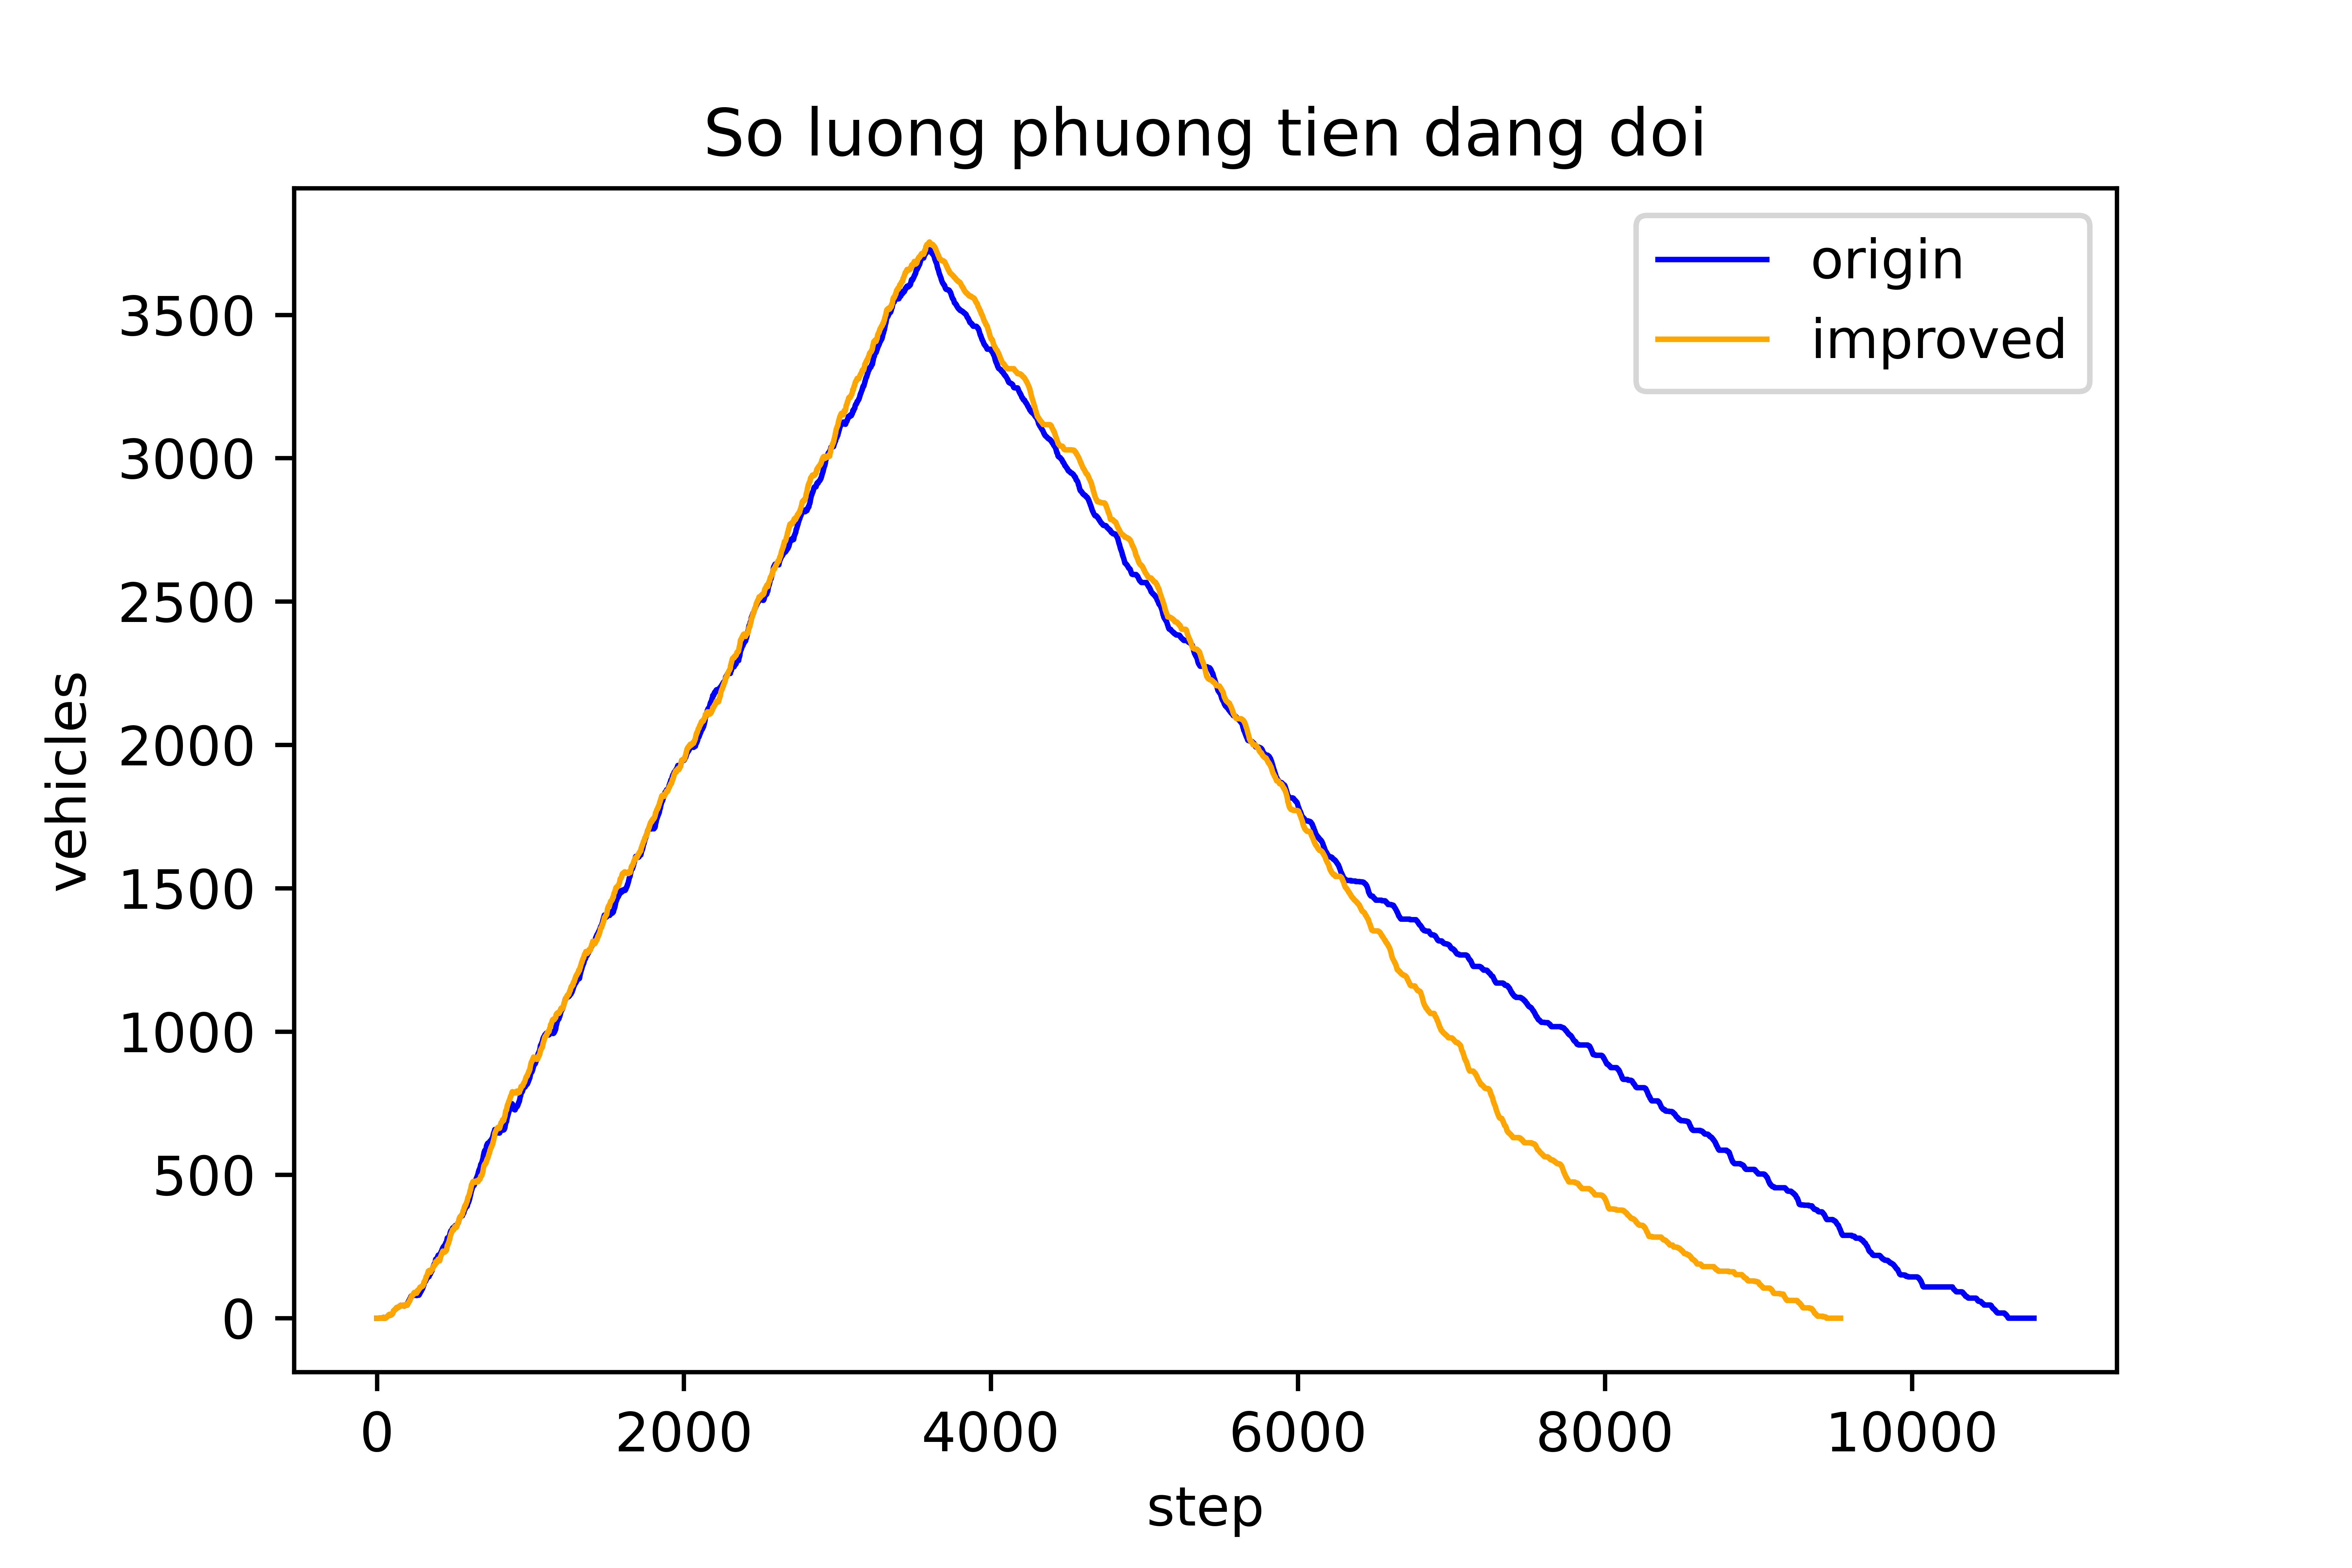 So luong phuong tien dang doi
origin
improved
vehicles
3500
3000
2500
2000
1500
1000
500
0
0 2000 4000 6000 8000 10000
step